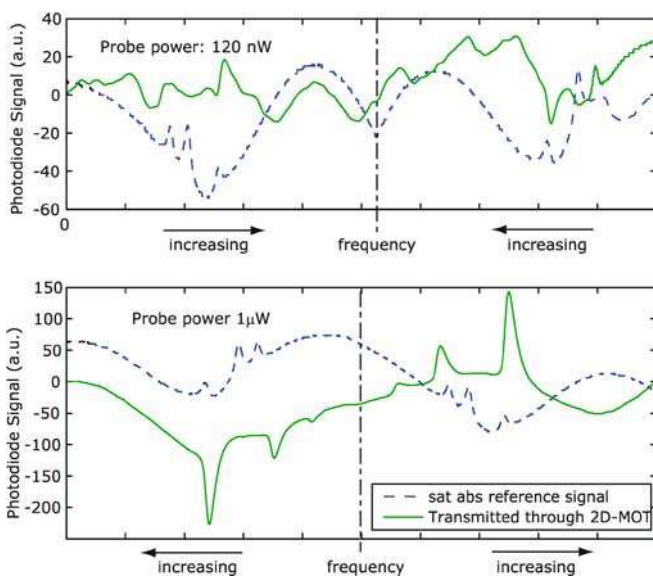 40
20
0
-20
-40
-60
Photodiode Signal (a.u.)
Probe power: 120 nW
0
increasing
frequency
increasing
150
100
50
0
-50
-100
-150
-200
-250
Photodiode Signal (a.u.)
Probe power 1μW
sat abs reference signal
Transmitted through 2D-MOT
increasing
frequency
increasing